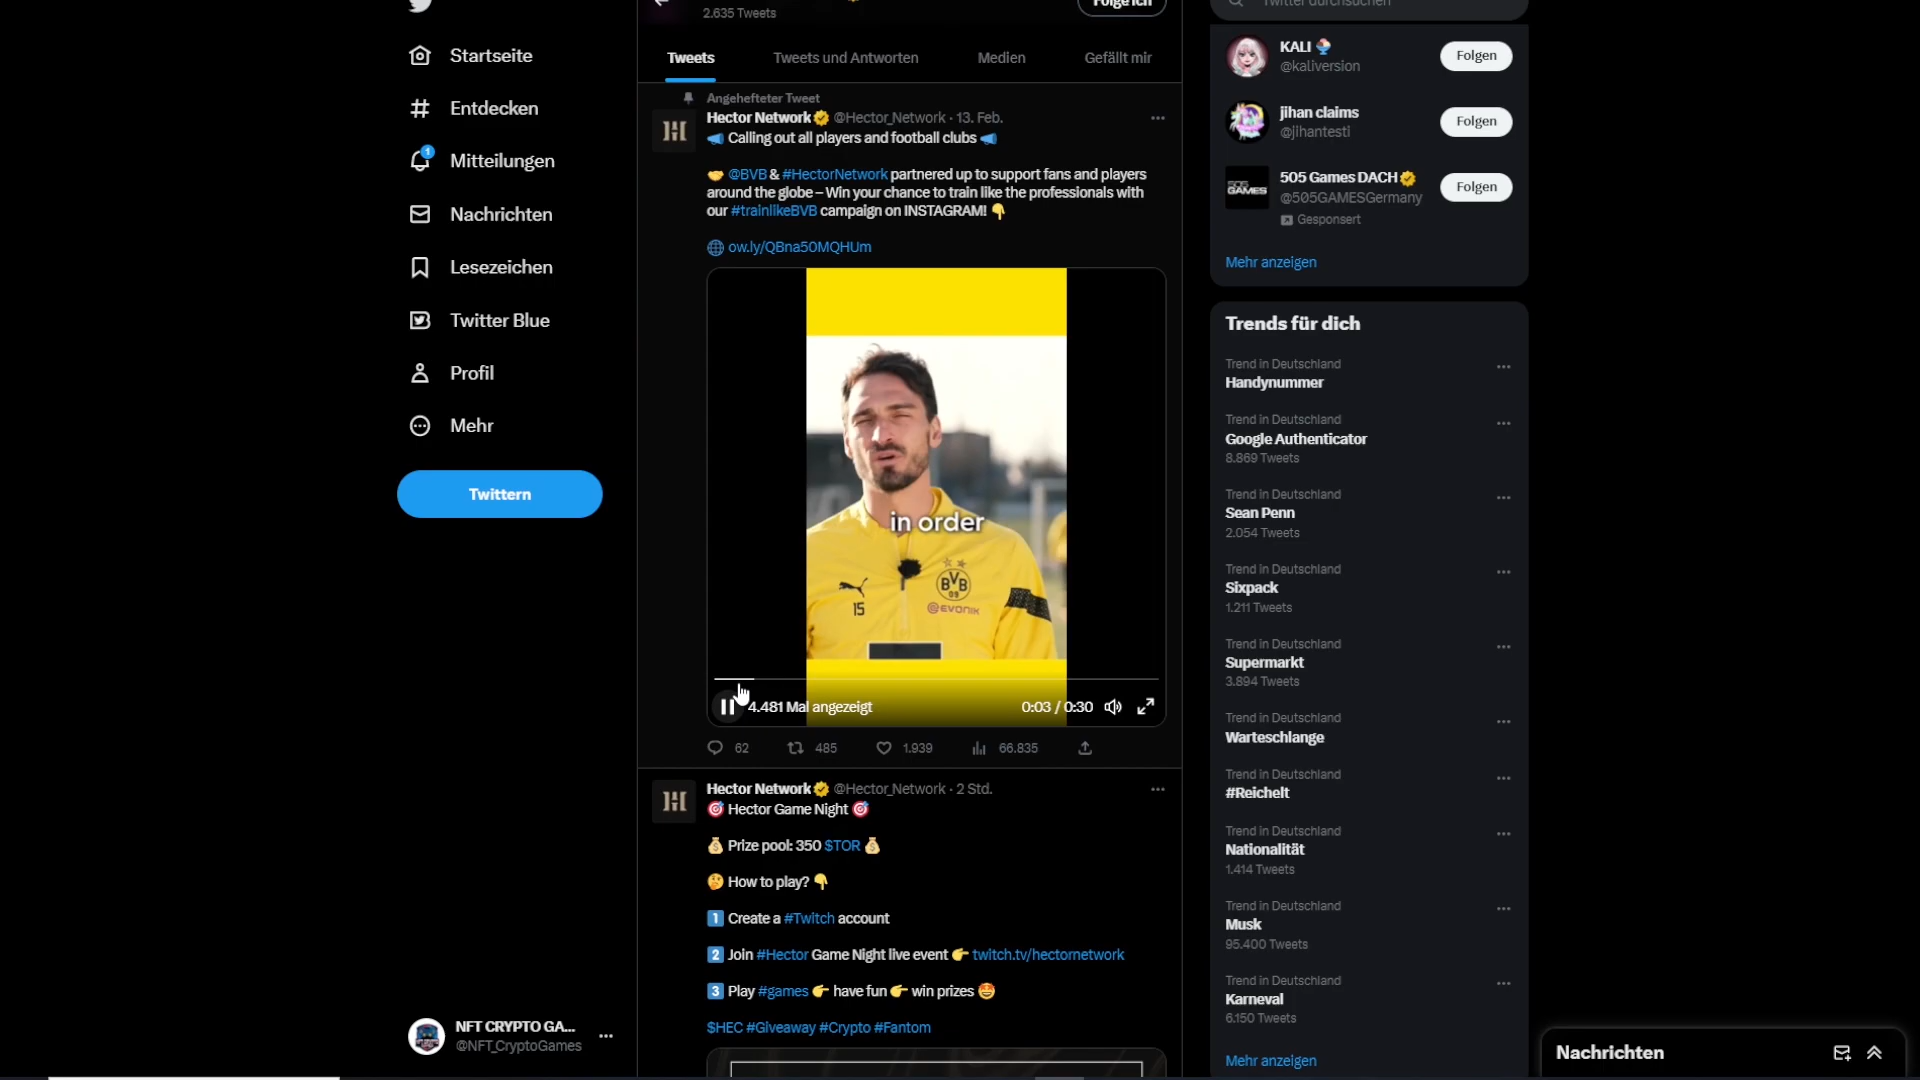 Startseite
Entdecken
1
Mitteilungen
Nachrichten
Lesezeichen
Twitter Blue
Profil
Mehr
Twittern
NFT CRYPTO GA...
@NFT_CryptoGames
2.635 Tweets
Folge ich
Tweets
Tweets und Antworten
Medien
Gefällt mir
Angehefteter Tweet
Hector Network @Hector_Network · 13. Feb.
📣 Calling out all players and football clubs 📣
🤝 @BVB & #HectorNetwork partnered up to support fans and players
around the globe – Win your chance to train like the professionals with
our #trainlikeBVB campaign on INSTAGRAM! 👇
🌐 ow.ly/QBna50MQHUm
in order
BVB
09
15
EVONIK
4.481 Mal angezeigt
0:03 / 0:30
62
485
1.939
66.835
Hector Network @Hector_Network · 2 Std.
🎯 Hector Game Night 🎯
💰 Prize pool: 350 $TOR 💰
🤔 How to play? 👇
1️⃣ Create a #Twitch account
2️⃣ Join #Hector Game Night live event 👉 twitch.tv/hectornetwork
3️⃣ Play #games 👉 have fun 👉 win prizes 🤩
$HEC #Giveaway #Crypto #Fantom
Twitter durchsuchen
KALI 🍧
@kaliversion
Folgen
jihan claims
@jihantesti
Folgen
505 GAMES
505 Games DACH
@505GAMESGermany
Gesponsert
Folgen
Mehr anzeigen
Trends für dich
Trend in Deutschland
Handynummer
Trend in Deutschland
Google Authenticator
8.869 Tweets
Trend in Deutschland
Sean Penn
2.054 Tweets
Trend in Deutschland
Sixpack
1.211 Tweets
Trend in Deutschland
Supermarkt
3.894 Tweets
Trend in Deutschland
Warteschlange
Trend in Deutschland
#Reichelt
Trend in Deutschland
Nationalität
1.414 Tweets
Trend in Deutschland
Musk
95.400 Tweets
Trend in Deutschland
Karneval
6.150 Tweets
Mehr anzeigen
Nachrichten